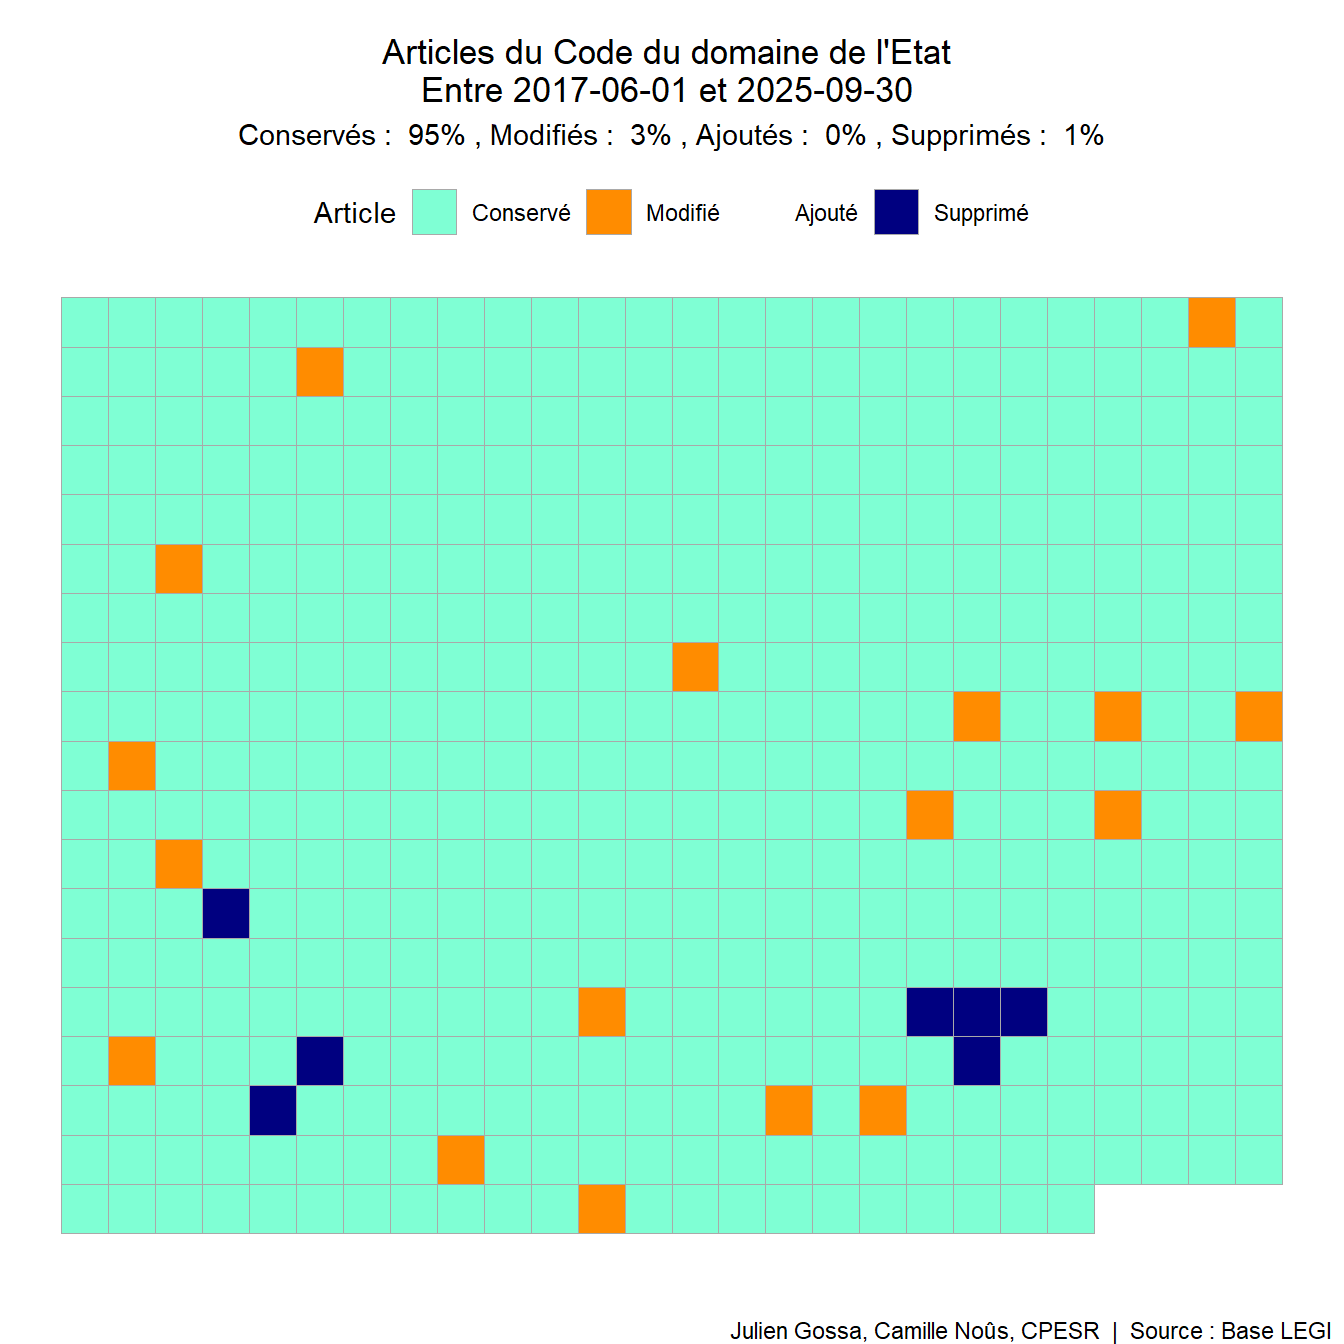 Articles du Code du domaine de l'Etat
Entre 2017-06-01 et 2025-09-30
Conservés :  95% , Modifiés :  3% , Ajoutés :  0% , Supprimés :  1%
Article Conservé Modifié Ajouté Supprimé
Julien Gossa, Camille Noûs, CPESR  |  Source : Base LEGI